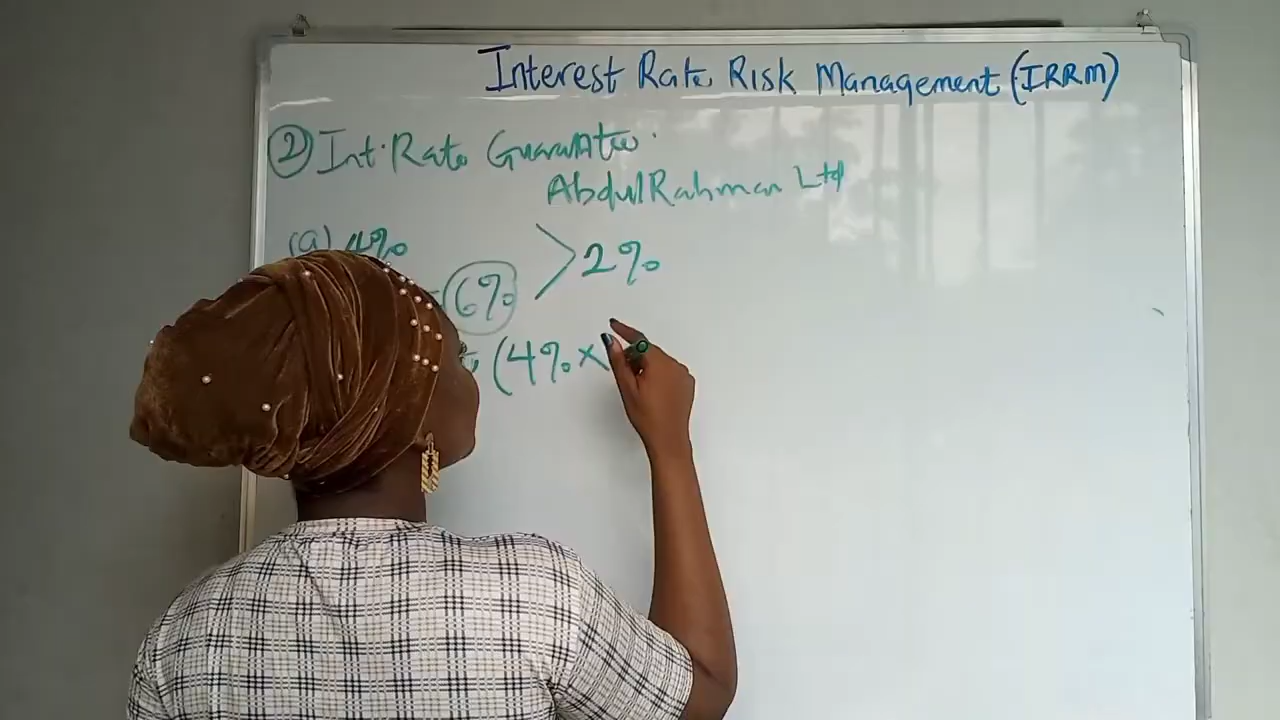 Interest Rate Risk Management (IRRM)
② Int. Rate Guarantee.
AbdulRahman Ltd
(a) 4%
6% > 2%
(4% ×